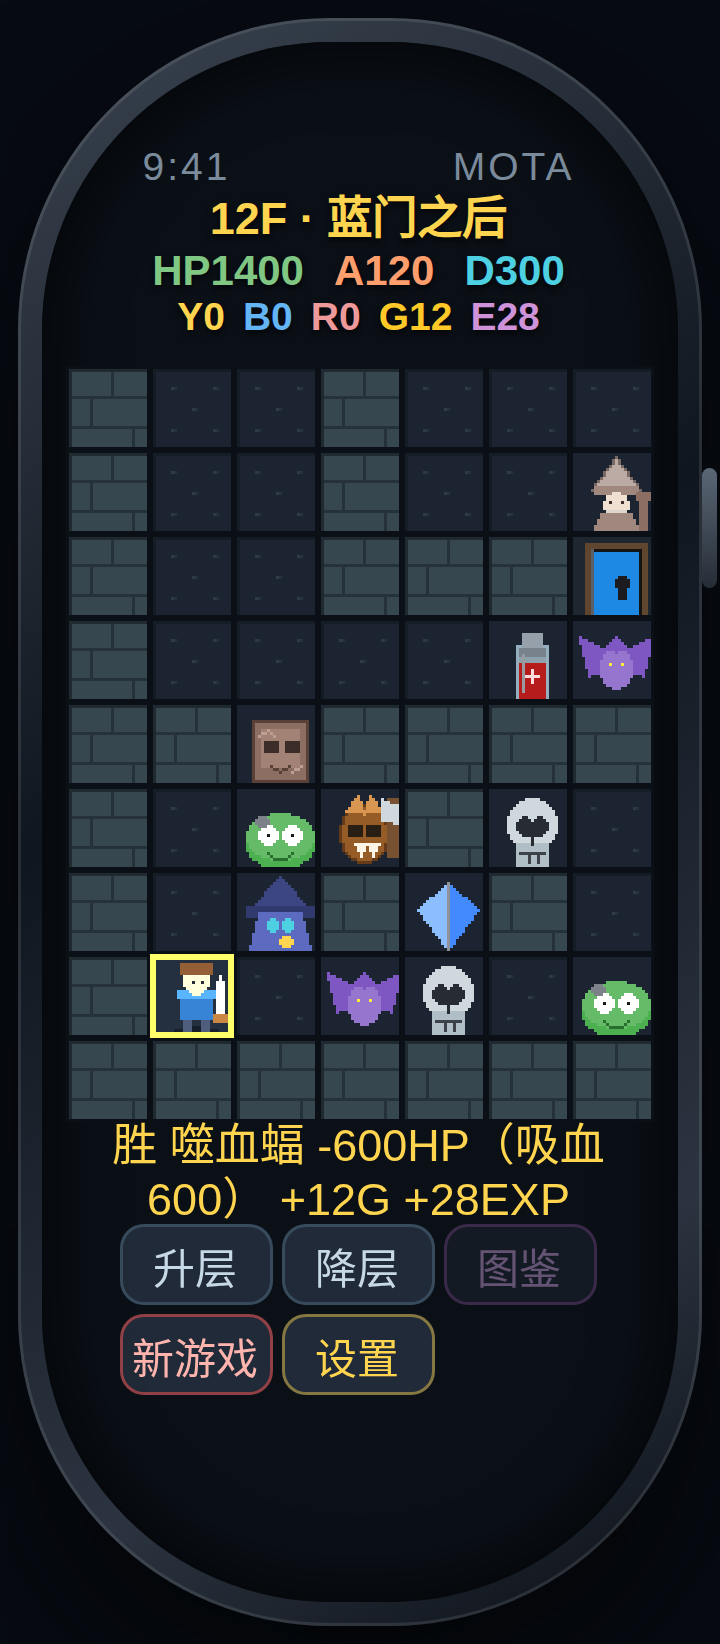 9:41 MOTA
12F · 蓝门之后
HP1400 A120 D300
Y0 B0 R0 G12 E28
胜 噬血蝠 -600HP（吸血
600） +12G +28EXP
升层 降层 图鉴
新游戏 设置